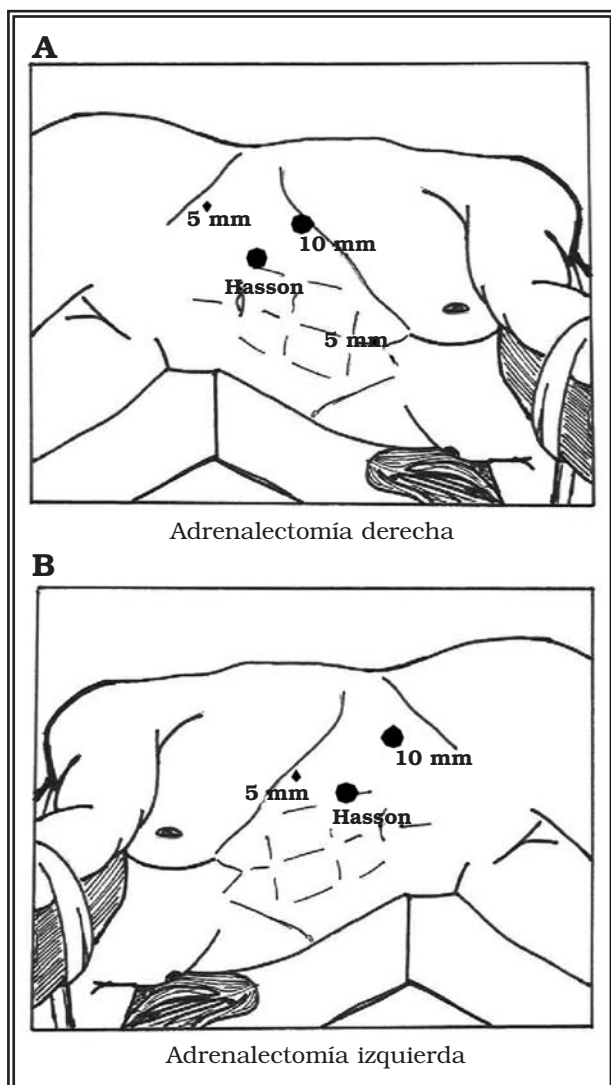 A
5 mm
10 mm
Hasson
5 mm
Adrenalectomía derecha
B
10 mm
5 mm
Hasson
Adrenalectomía izquierda